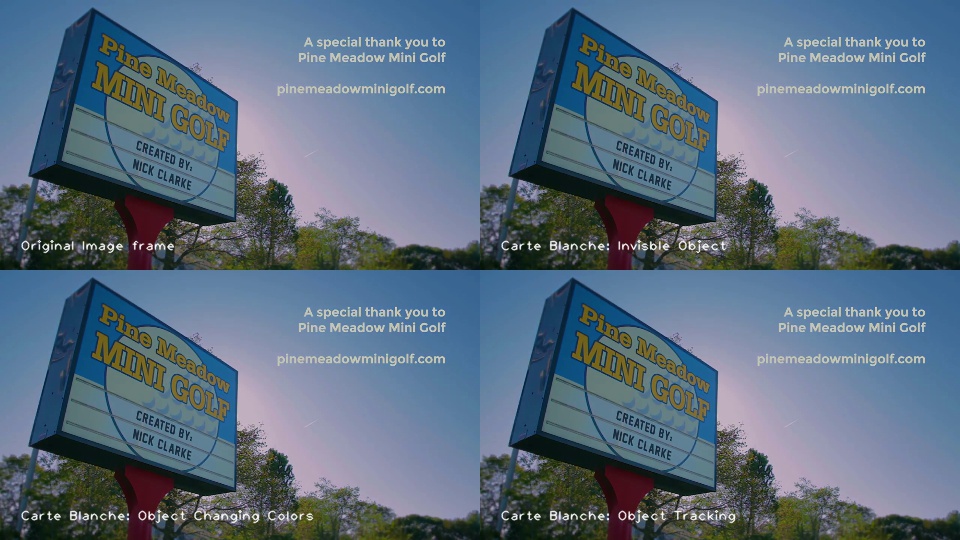 Pine Meadow
MINI GOLF
CREATED BY:
NICK CLARKE
A special thank you to
Pine Meadow Mini Golf
pinemeadowminigolf.com
Original Image frame
Pine Meadow
MINI GOLF
CREATED BY:
NICK CLARKE
A special thank you to
Pine Meadow Mini Golf
pinemeadowminigolf.com
Carte Blanche: Invisble Object
Pine Meadow
MINI GOLF
CREATED BY:
NICK CLARKE
A special thank you to
Pine Meadow Mini Golf
pinemeadowminigolf.com
Carte Blanche: Object Changing Colors
Pine Meadow
MINI GOLF
CREATED BY:
NICK CLARKE
A special thank you to
Pine Meadow Mini Golf
pinemeadowminigolf.com
Carte Blanche: Object Tracking